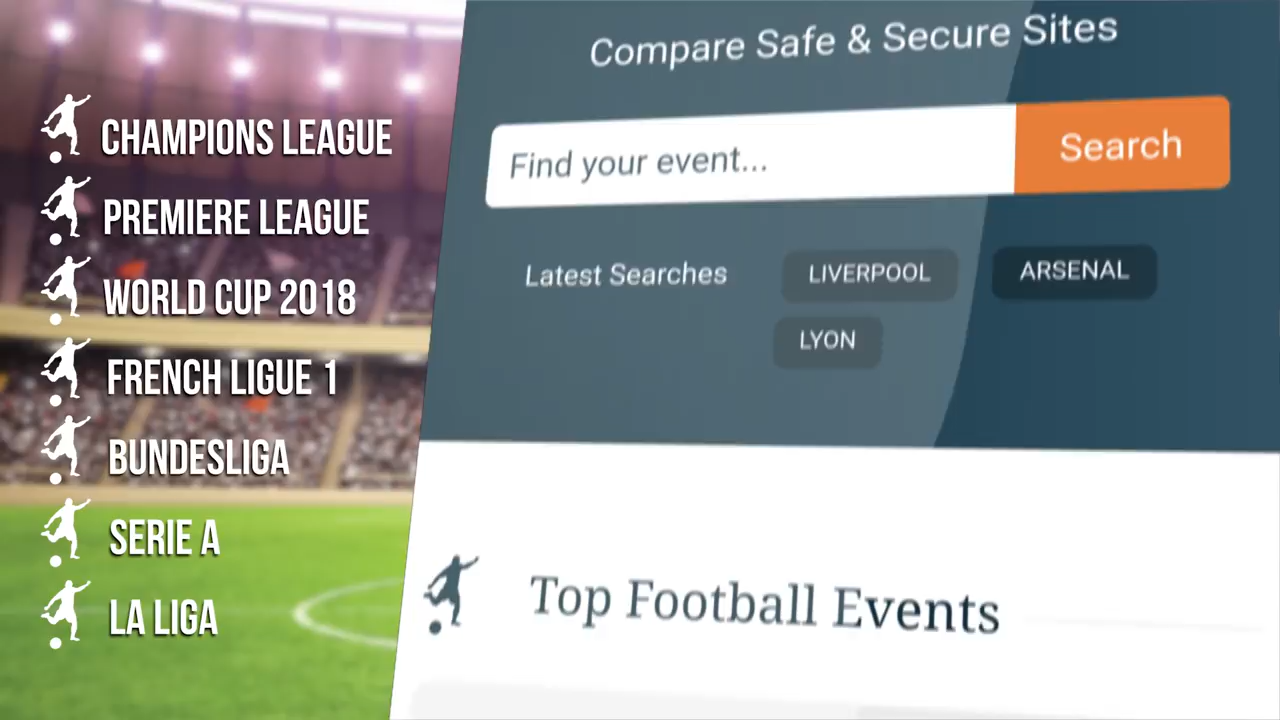 CHAMPIONS LEAGUE
PREMIERE LEAGUE
WORLD CUP 2018
FRENCH LIGUE 1
BUNDESLIGA
SERIE A
LA LIGA
Compare Safe & Secure Sites
Find your event...
Search
Latest Searches
LIVERPOOL
ARSENAL
LYON
Top Football Events